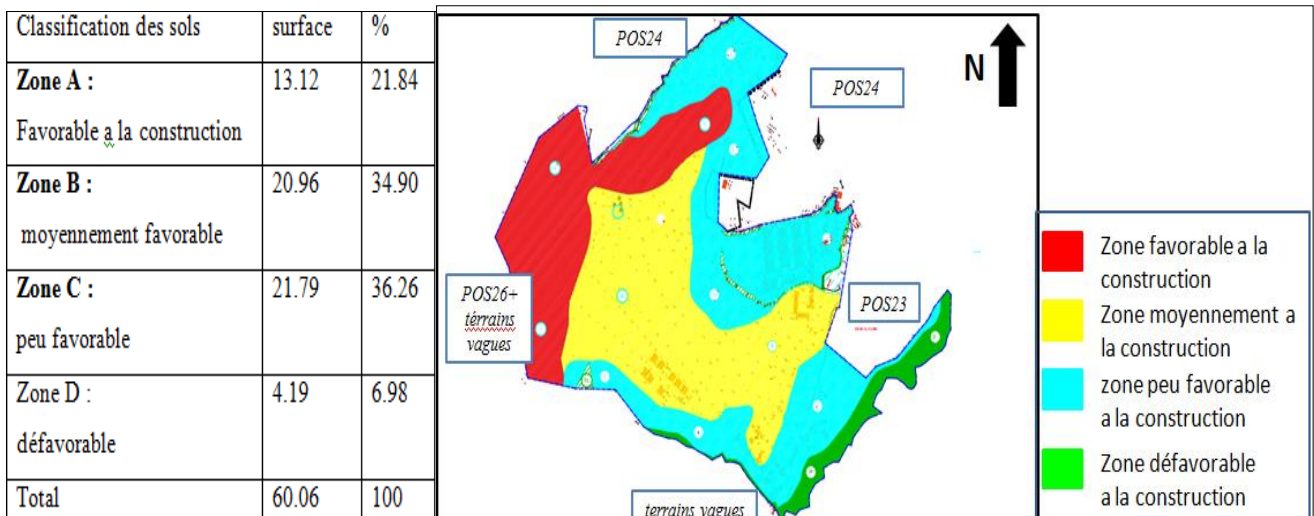 Classification des sols surface %
Zone A : 13.12 21.84
Favorable a la construction
Zone B : 20.96 34.90
moyennement favorable
Zone C : 21.79 36.26
peu favorable
Zone D : 4.19 6.98
défavorable
Total 60.06 100
POS24
N
POS24
POS26+
térrains
vagues
POS23
terrains vagues
Zone favorable a la
construction
Zone moyennement a
la construction
zone peu favorable
a la construction
Zone défavorable
a la construction